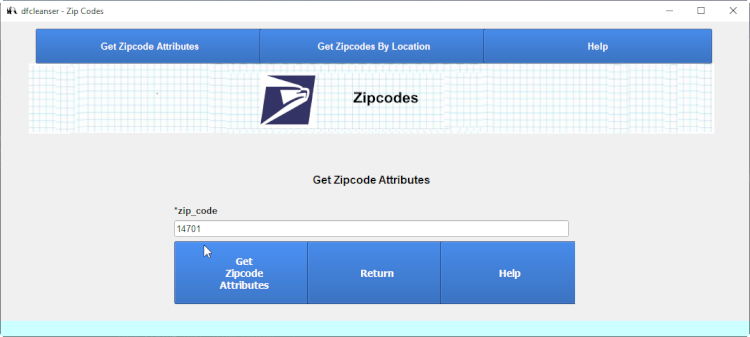 dfcleanser - Zip Codes
Get Zipcode Attributes
Get Zipcodes By Location
Help
Zipcodes
Get Zipcode Attributes
*zip_code
14701
Get
Zipcode
Attributes
Return
Help